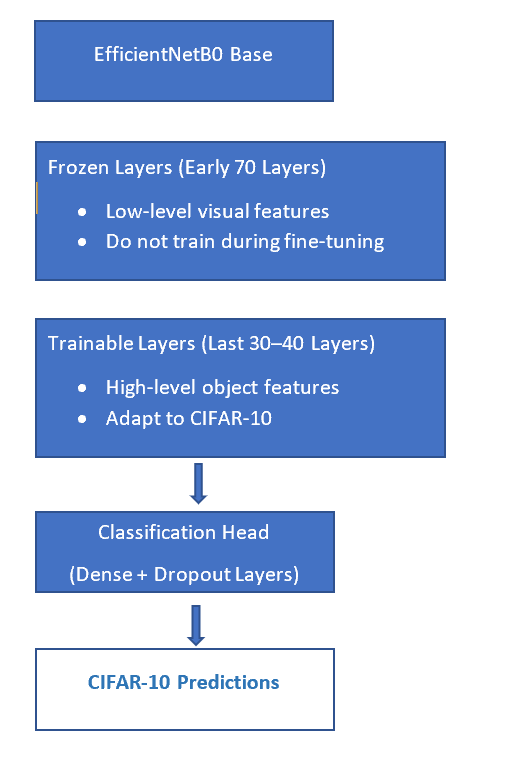 EfficientNetB0 Base
Frozen Layers (Early 70 Layers)
• Low-level visual features
• Do not train during fine-tuning
Trainable Layers (Last 30–40 Layers)
• High-level object features
• Adapt to CIFAR-10
Classification Head
(Dense + Dropout Layers)
CIFAR-10 Predictions